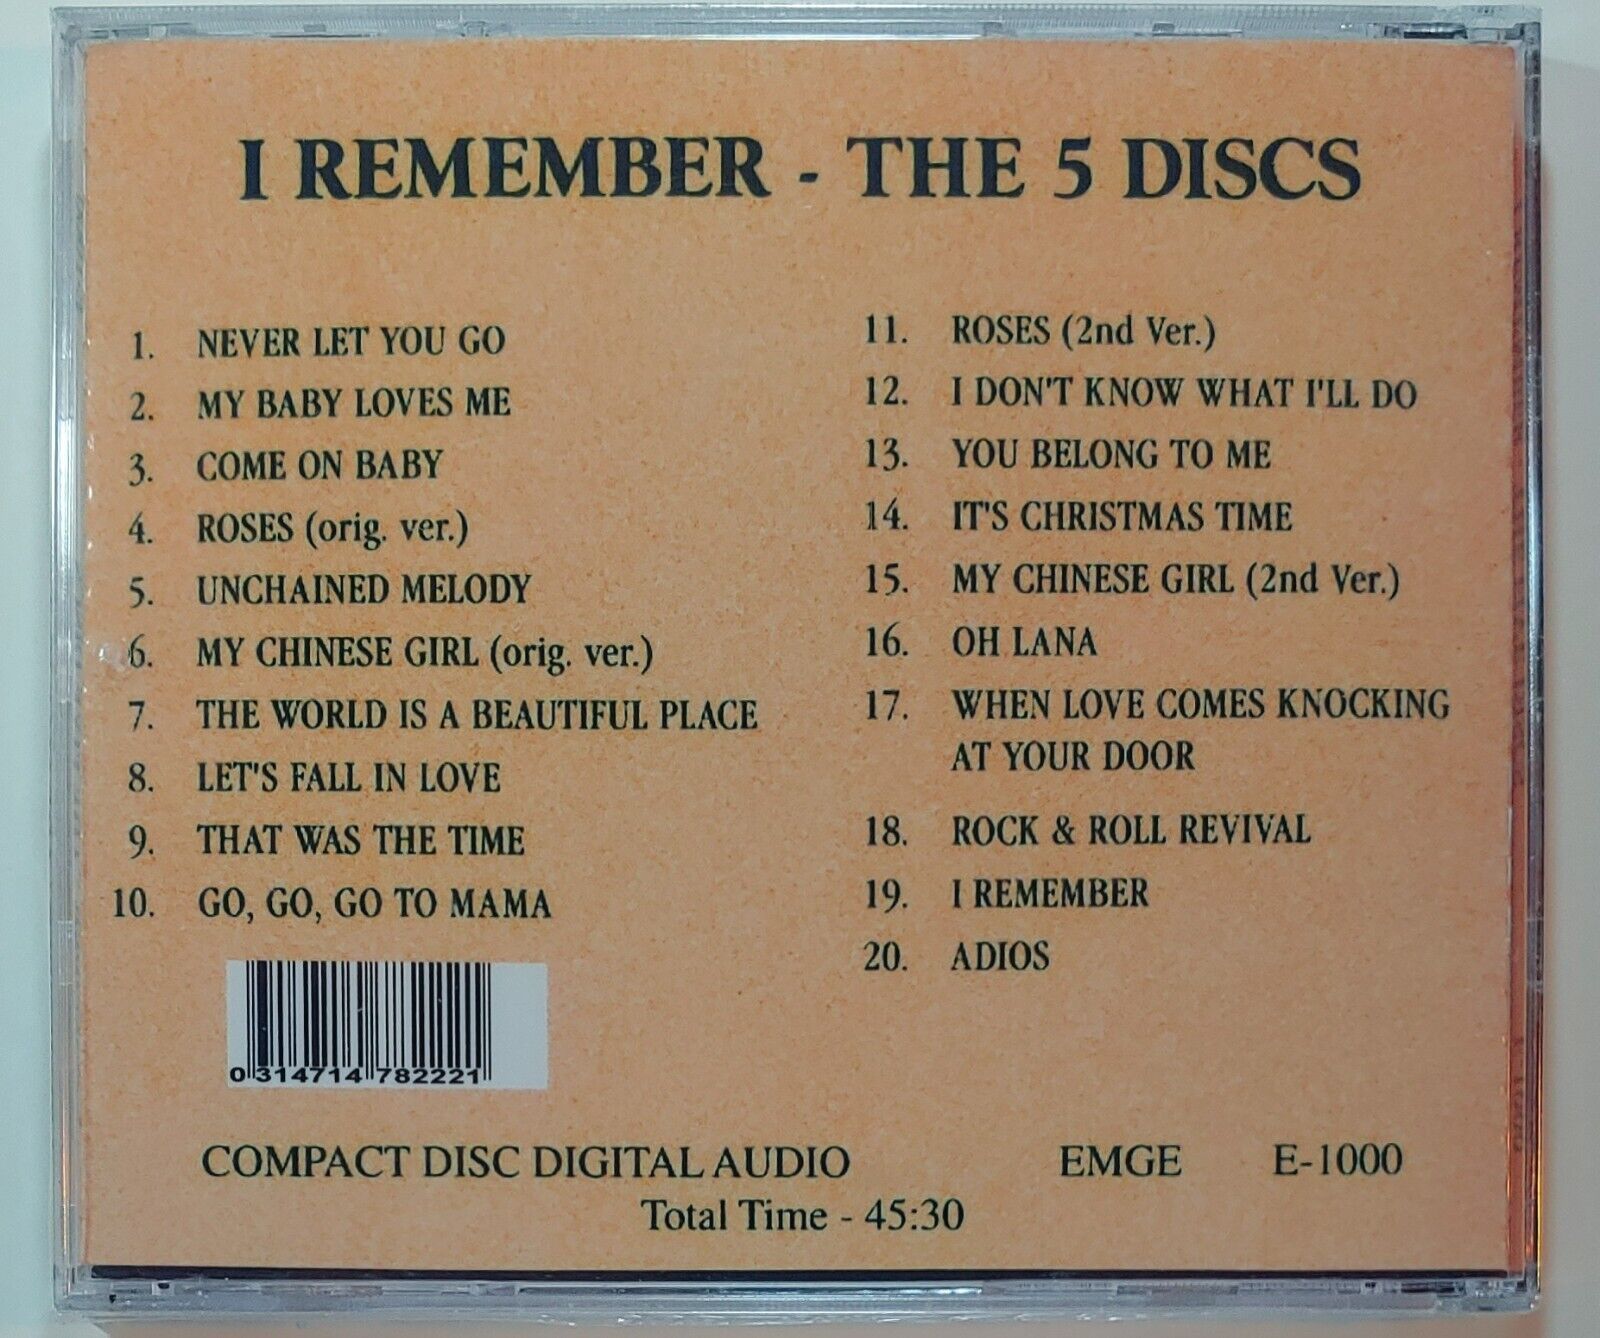 I REMEMBER - THE 5 DISCS
1. NEVER LET YOU GO
2. MY BABY LOVES ME
3. COME ON BABY
4. ROSES (orig. ver.)
5. UNCHAINED MELODY
6. MY CHINESE GIRL (orig. ver.)
7. THE WORLD IS A BEAUTIFUL PLACE
8. LET'S FALL IN LOVE
9. THAT WAS THE TIME
10. GO, GO, GO TO MAMA
11. ROSES (2nd Ver.)
12. I DON'T KNOW WHAT I'LL DO
13. YOU BELONG TO ME
14. IT'S CHRISTMAS TIME
15. MY CHINESE GIRL (2nd Ver.)
16. OH LANA
17. WHEN LOVE COMES KNOCKING
AT YOUR DOOR
18. ROCK & ROLL REVIVAL
19. I REMEMBER
20. ADIOS
0 314714 782221
COMPACT DISC DIGITAL AUDIO EMGE E-1000
Total Time - 45:30